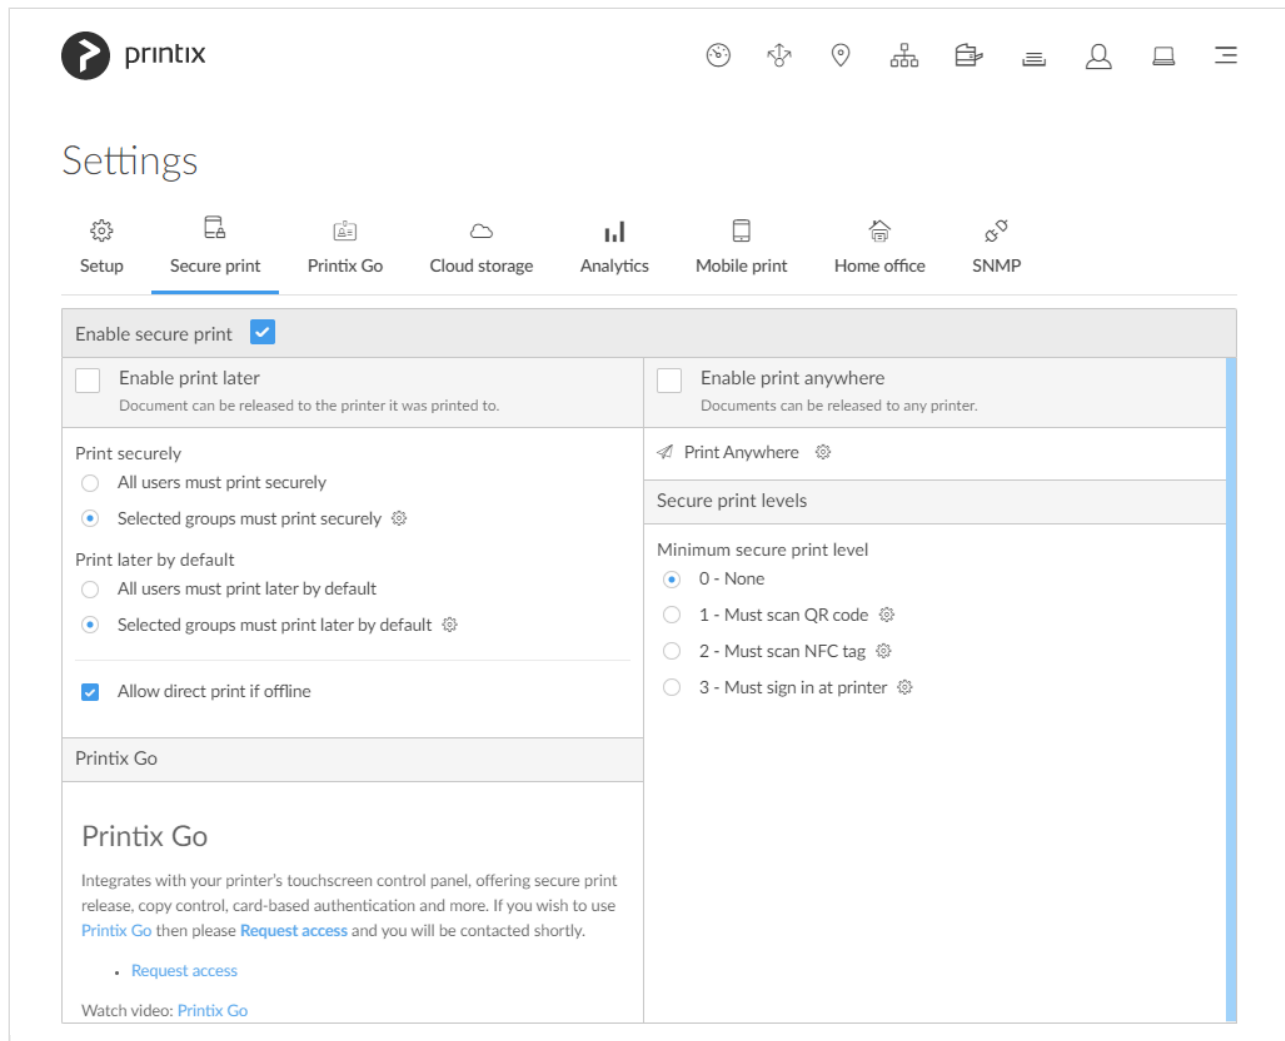 printix
Settings
Setup
Secure print
Printix Go
Cloud storage
Analytics
Mobile print
Home office
SNMP
Enable secure print
Enable print later
Document can be released to the printer it was printed to.
Print securely
All users must print securely
Selected groups must print securely
Print later by default
All users must print later by default
Selected groups must print later by default
Allow direct print if offline
Printix Go
Printix Go
Integrates with your printer's touchscreen control panel, offering secure print
release, copy control, card-based authentication and more. If you wish to use
Printix Go then please Request access and you will be contacted shortly.
• Request access
Watch video: Printix Go
Enable print anywhere
Documents can be released to any printer.
Print Anywhere
Secure print levels
Minimum secure print level
0 - None
1 - Must scan QR code
2 - Must scan NFC tag
3 - Must sign in at printer